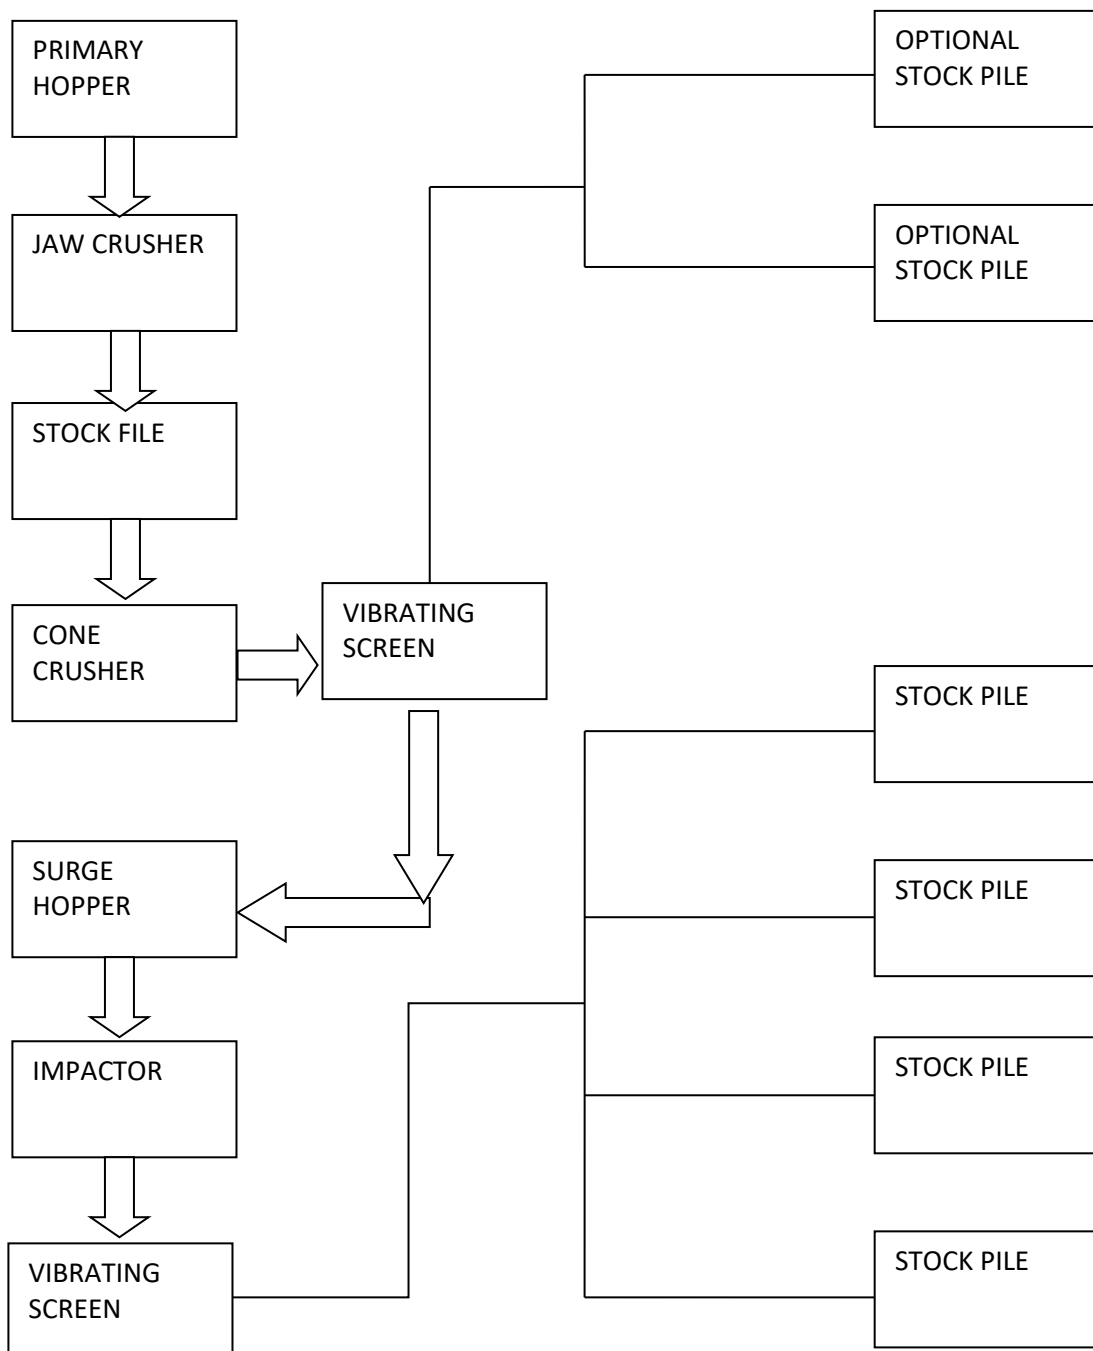 PRIMARY
HOPPER
JAW CRUSHER
STOCK FILE
CONE
CRUSHER
VIBRATING
SCREEN
OPTIONAL
STOCK PILE
OPTIONAL
STOCK PILE
SURGE
HOPPER
IMPACTOR
VIBRATING
SCREEN
STOCK PILE
STOCK PILE
STOCK PILE
STOCK PILE